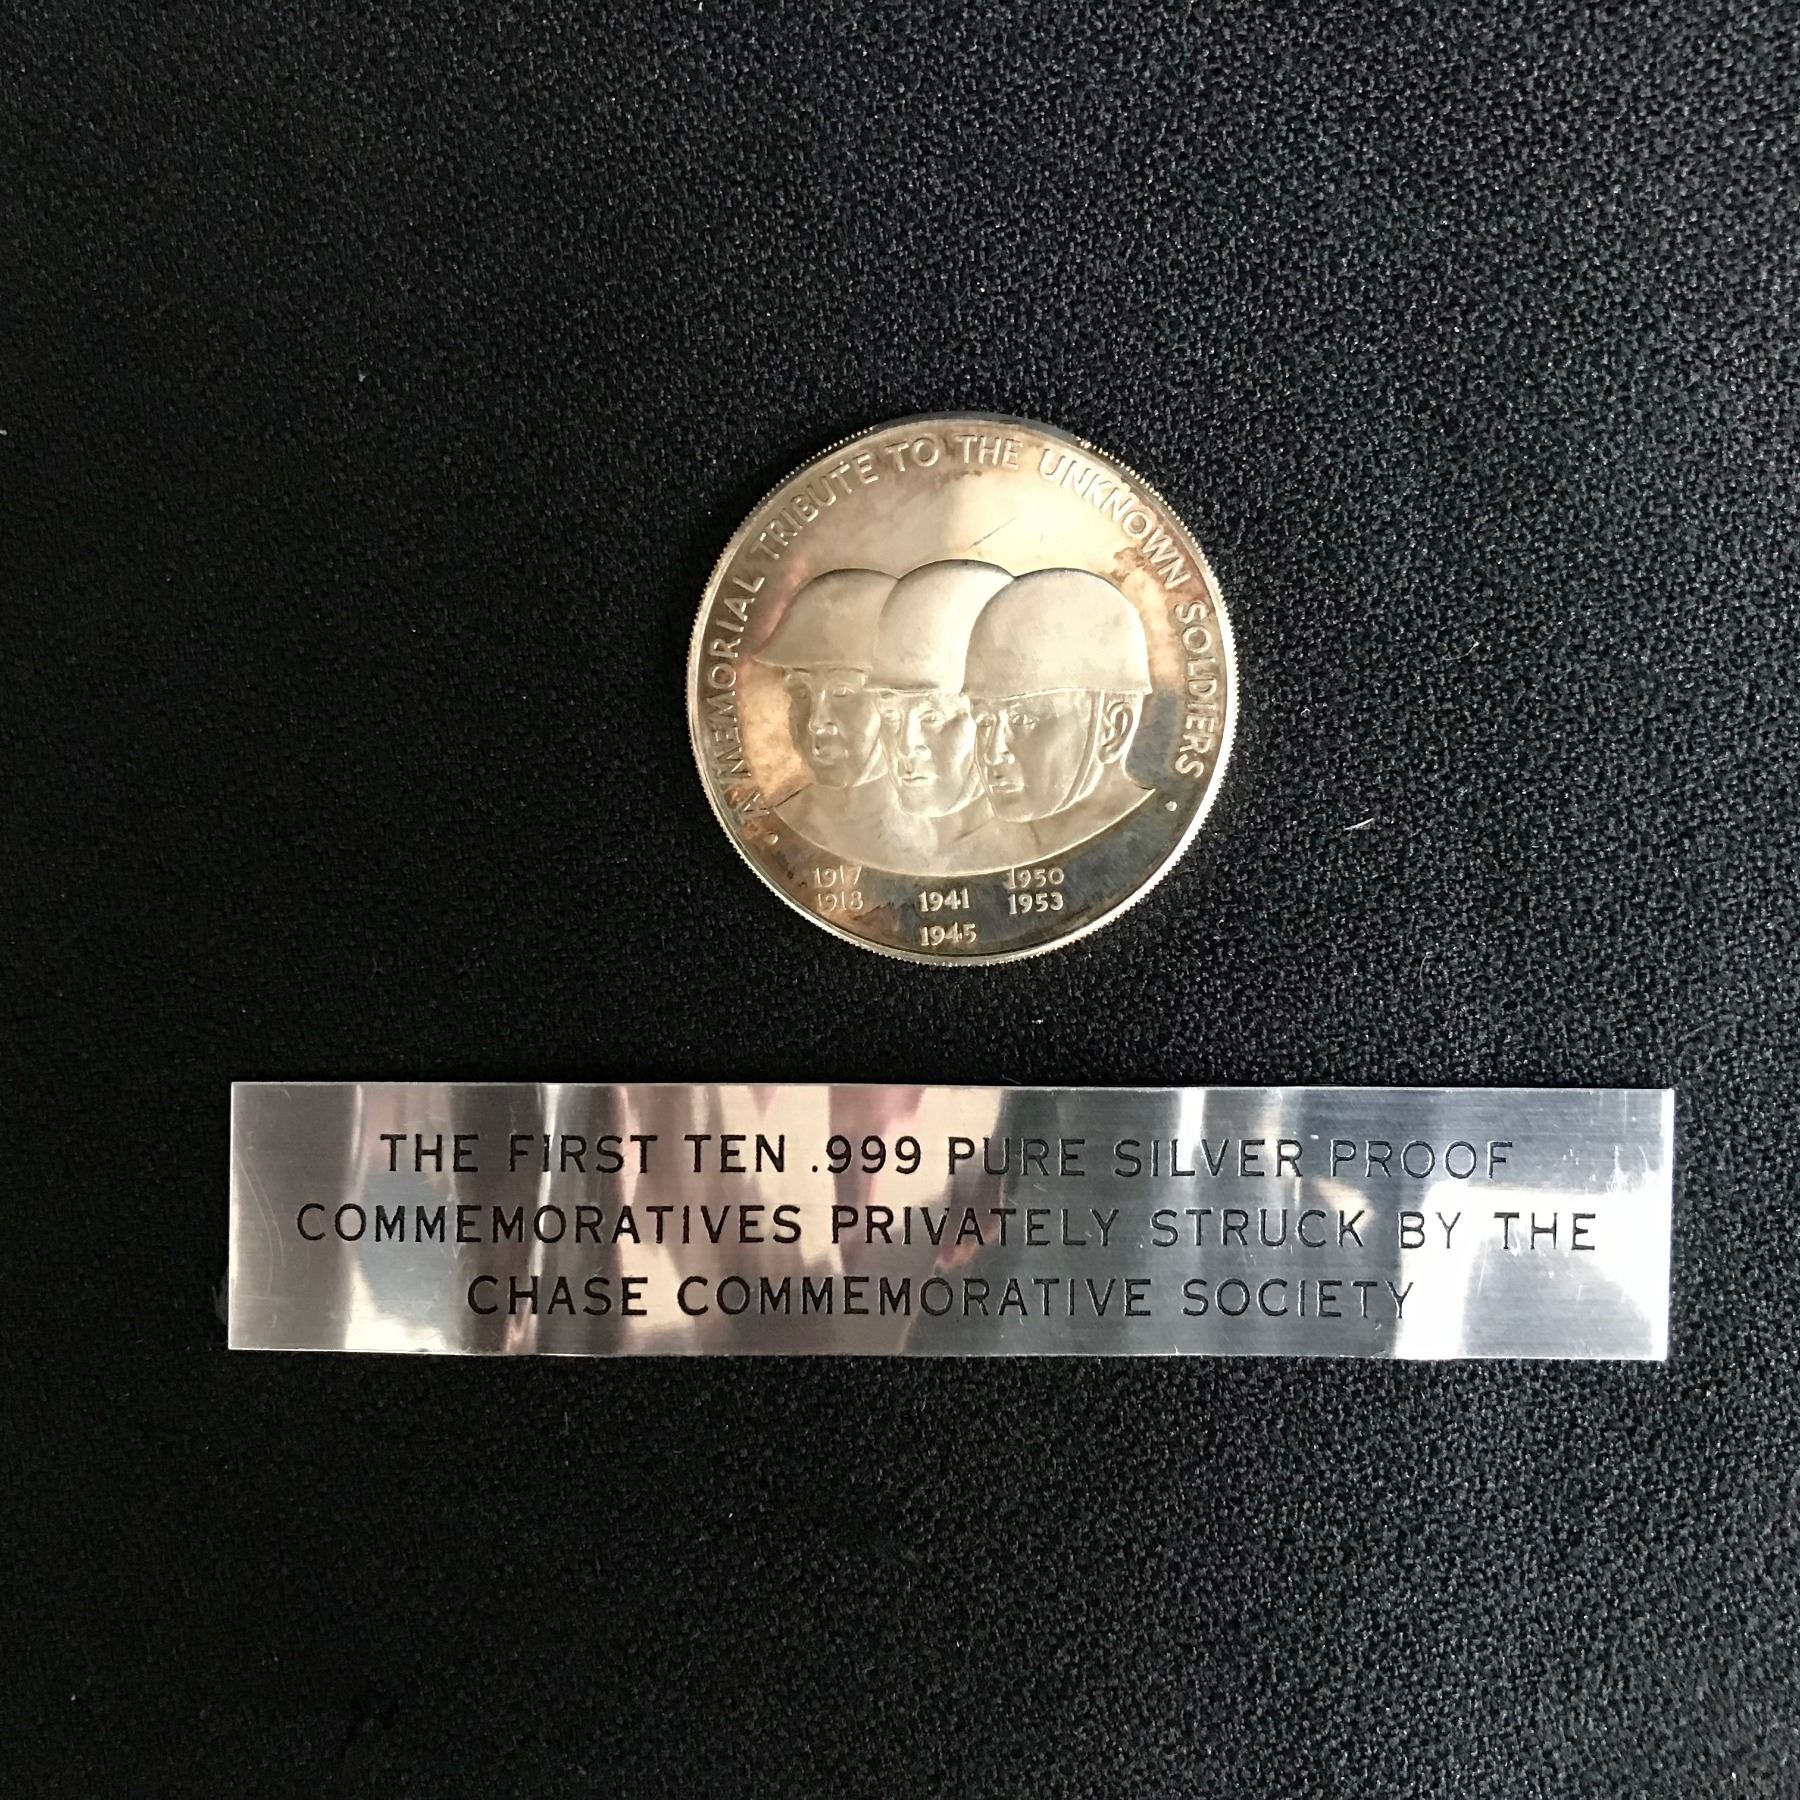 A MEMORIAL TRIBUTE TO THE UNKNOWN SOLDIERS
1917 1950
1918 1941 1953
1945
THE FIRST TEN .999 PURE SILVER PROOF
COMMEMORATIVES PRIVATELY STRUCK BY THE
CHASE COMMEMORATIVE SOCIETY